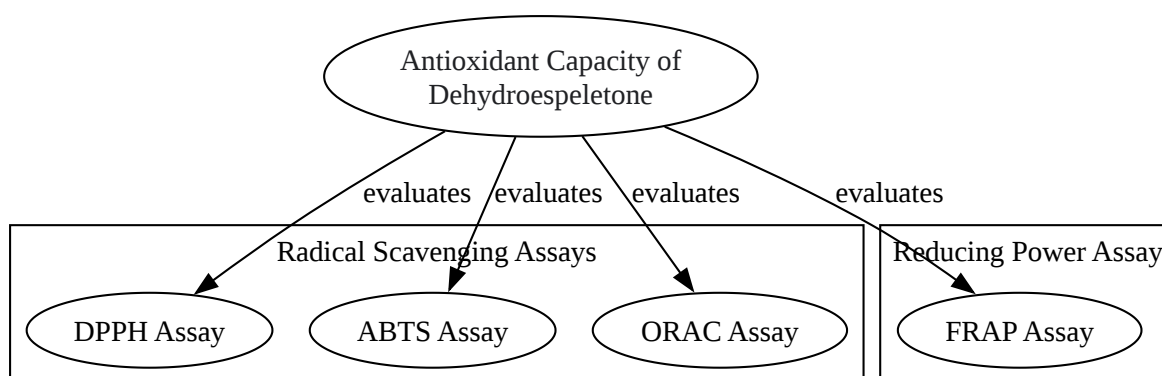 Antioxidant Capacity of
Dehydroespeletone
evaluates evaluates evaluates evaluates
Radical Scavenging Assays
Reducing Power Assay
DPPH Assay
ABTS Assay
ORAC Assay
FRAP Assay